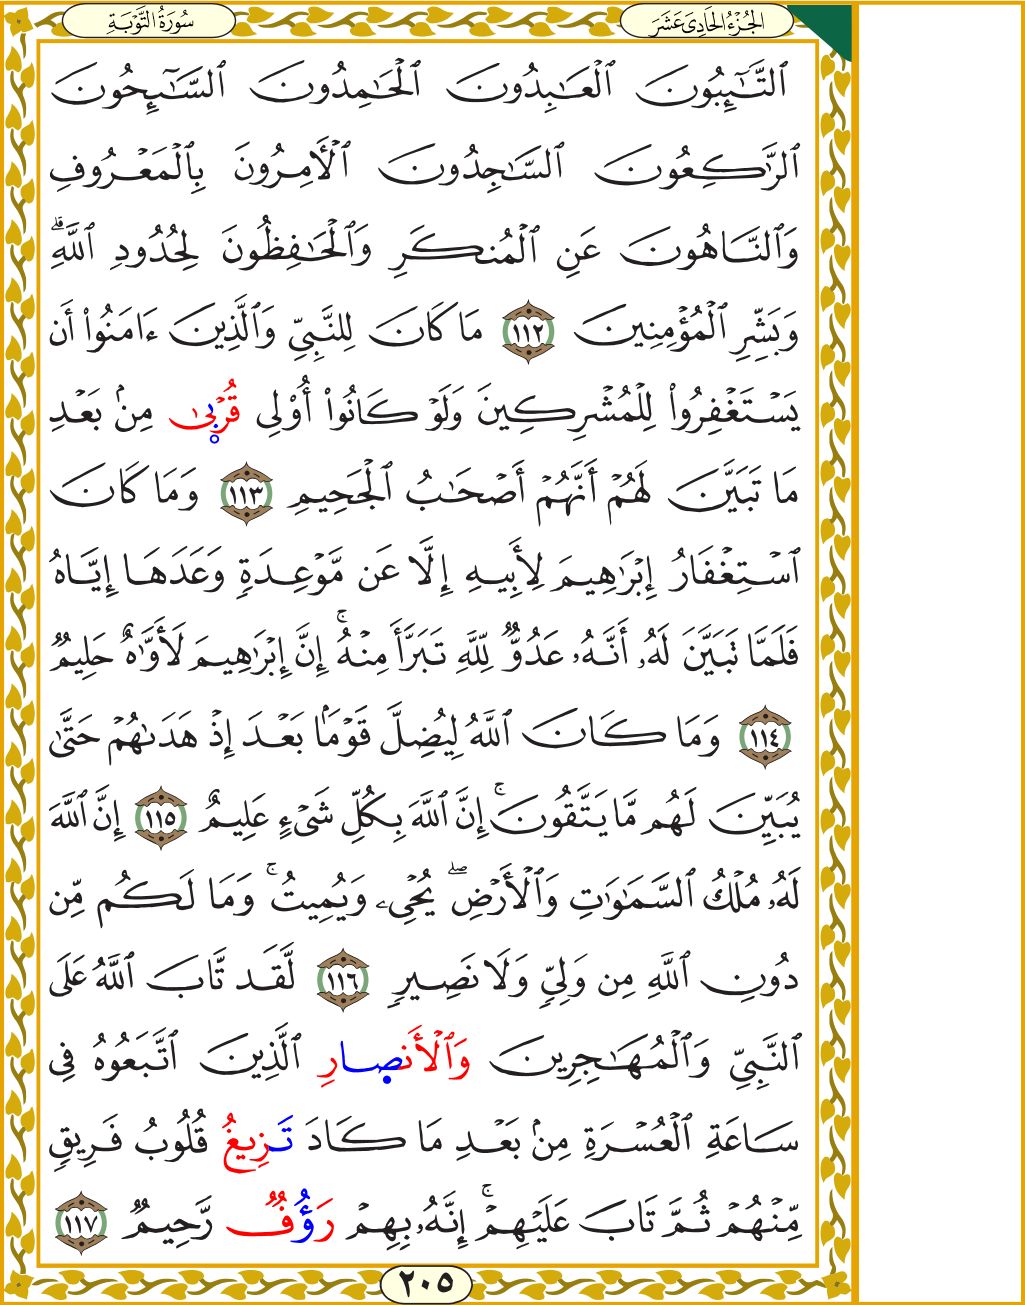 الجُزْءُ الحَادِىَ عَشَرَ
سُورَةُ التَّوْبَةِ
ٱلتَّـٰٓئِبُونَ ٱلْعَـٰبِدُونَ ٱلْحَـٰمِدُونَ ٱلسَّـٰٓئِحُونَ
ٱلرَّٰكِعُونَ ٱلسَّـٰجِدُونَ ٱلْأَمِرُونَ بِٱلْمَعْرُوفِ
وَٱلنَّاهُونَ عَنِ ٱلْمُنكَرِ وَٱلْحَـٰفِظُونَ لِحُدُودِ ٱللَّهِۗ
وَبَشِّرِ ٱلْمُؤْمِنِينَ ١١٢ مَا كَانَ لِلنَّبِىِّ وَٱلَّذِينَ ءَامَنُوا۟ أَن
يَسْتَغْفِرُوا۟ لِلْمُشْرِكِينَ وَلَوْ كَانُوٓا۟ أُو۟لِى قُرْبَىٰ مِنۢ بَعْدِ
مَا تَبَيَّنَ لَهُمْ أَنَّهُمْ أَصْحَـٰبُ ٱلْجَحِيمِ ١١٣ وَمَا كَانَ
ٱسْتِغْفَارُ إِبْرَٰهِيمَ لِأَبِيهِ إِلَّا عَن مَّوْعِدَةٍ وَعَدَهَا إِيَّاهُ
فَلَمَّا تَبَيَّنَ لَهُۥ أَنَّهُۥ عَدُوٌّ لِّلَّهِ تَبَرَّأَ مِنْهُۚ إِنَّ إِبْرَٰهِيمَ لَأَوَّٰهٌ حَلِيمٌ
١١٤ وَمَا كَانَ ٱللَّهُ لِيُضِلَّ قَوْمًۢا بَعْدَ إِذْ هَدَىٰهُمْ حَتَّىٰ
يُبَيِّنَ لَهُم مَّا يَتَّقُونَۚ إِنَّ ٱللَّهَ بِكُلِّ شَىْءٍ عَلِيمٌ ١١٥ إِنَّ ٱللَّهَ
لَهُۥ مُلْكُ ٱلسَّمَـٰوَٰتِ وَٱلْأَرْضِۖ يُحْىِۦ وَيُمِيتُۚ وَمَا لَكُم مِّن
دُونِ ٱللَّهِ مِن وَلِىٍّ وَلَا نَصِيرٍ ١١٦ لَّقَد تَّابَ ٱللَّهُ عَلَى
ٱلنَّبِىِّ وَٱلْمُهَـٰجِرِينَ وَٱلْأَنصارِ ٱلَّذِينَ ٱتَّبَعُوهُ فِى
سَاعَةِ ٱلْعُسْرَةِ مِنۢ بَعْدِ مَا كَادَ تَزِيغُ قُلُوبُ فَرِيقٍ
مِّنْهُمْ ثُمَّ تَابَ عَلَيْهِمْۚ إِنَّهُۥ بِهِمْ رَؤُفٌ رَّحِيمٌ ١١٧
٢٠٥